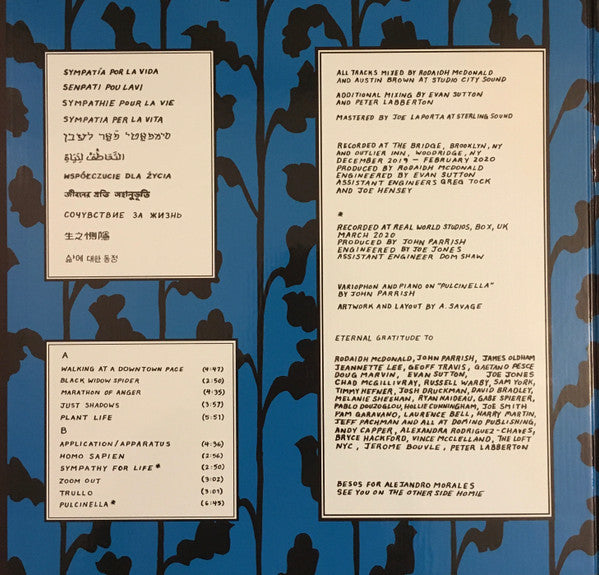 SYMPATÍA POR LA VIDA
SENPATI POU LAVI
SYMPATHIE POUR LA VIE
SYMPATIA PER LA VITA
סימפאטי פאר לעבן
التعاطف
WSPÓŁCZUCIE DLA ŻYCIA
জীবনের প্রতি সহানুভূতি
СОЧУВСТВИЕ ЗА ЖИЗНЬ
生之惻隱
삶에 대한 동정
A
WALKING AT A DOWNTOWN PACE (4:47)
BLACK WIDOW SPIDER (2:50)
MARATHON OF ANGER (4:35)
JUST SHADOWS (3:57)
PLANT LIFE (5:51)
B
APPLICATION/APPARATUS (4:36)
HOMO SAPIEN (2:56)
SYMPATHY FOR LIFE * (2:50)
ZOOM OUT (3:02)
TRULLO (3:01)
PULCINELLA * (6:45)
ALL TRACKS MIXED BY RODAIDH MCDONALD
AND AUSTIN BROWN AT STUDIO CITY SOUND
ADDITIONAL MIXING BY EVAN SUTTON
AND PETER LABBERTON
MASTERED BY JOE LAPORTA AT STERLING SOUND
RECORDED AT THE BRIDGE, BROOKLYN, NY
AND OUTLIER INN, WOODRIDGE, NY
DECEMBER 2019 – FEBRUARY 2020
PRODUCED BY RODAIDH MCDONALD
ENGINEERED BY EVAN SUTTON
ASSISTANT ENGINEERS GREG TOCK
AND JOE HENSEY
*
RECORDED AT REAL WORLD STUDIOS, BOX, UK
MARCH 2020
PRODUCED BY JOHN PARRISH
ENGINEERED BY JOE JONES
ASSISTANT ENGINEER DOM SHAW
VARIOPHON AND PIANO ON "PULCINELLA"
BY JOHN PARRISH
ARTWORK AND LAYOUT BY A. SAVAGE
ETERNAL GRATITUDE TO
RODAIDH MCDONALD, JOHN PARRISH, JAMES OLDHAM
JEANNETTE LEE, GEOFF TRAVIS, GAETANO PESCE
DOUG MARVIN, EVAN SUTTON, JOE JONES
CHAD MCGILLIVRAY, RUSSELL WARBY, SAM YORK,
TIMMY HEFNER, JOSH DRUCKMAN, DAVID BRADLEY,
MELANIE SHEEHAN, RYAN NAIDEAU, GABE SPIERER,
PABLO DOUZOGLOU, HOLLIE CUNNINGHAM, JOE SMITH
PAM GARAVANO, LAURENCE BELL, HARRY MARTIN,
JEFF PACHMAN AND ALL AT DOMINO PUBLISHING,
ANDY CAPPER, ALEXANDRA RODRIGUEZ-CHAVES,
BRYCE HACKFORD, VINCE MCCLELLAND, THE LOFT
NYC, JEROME BOUVLE, PETER LABBERTON
BESOS FOR ALEJANDRO MORALES
SEE YOU ON THE OTHER SIDE HOMIE